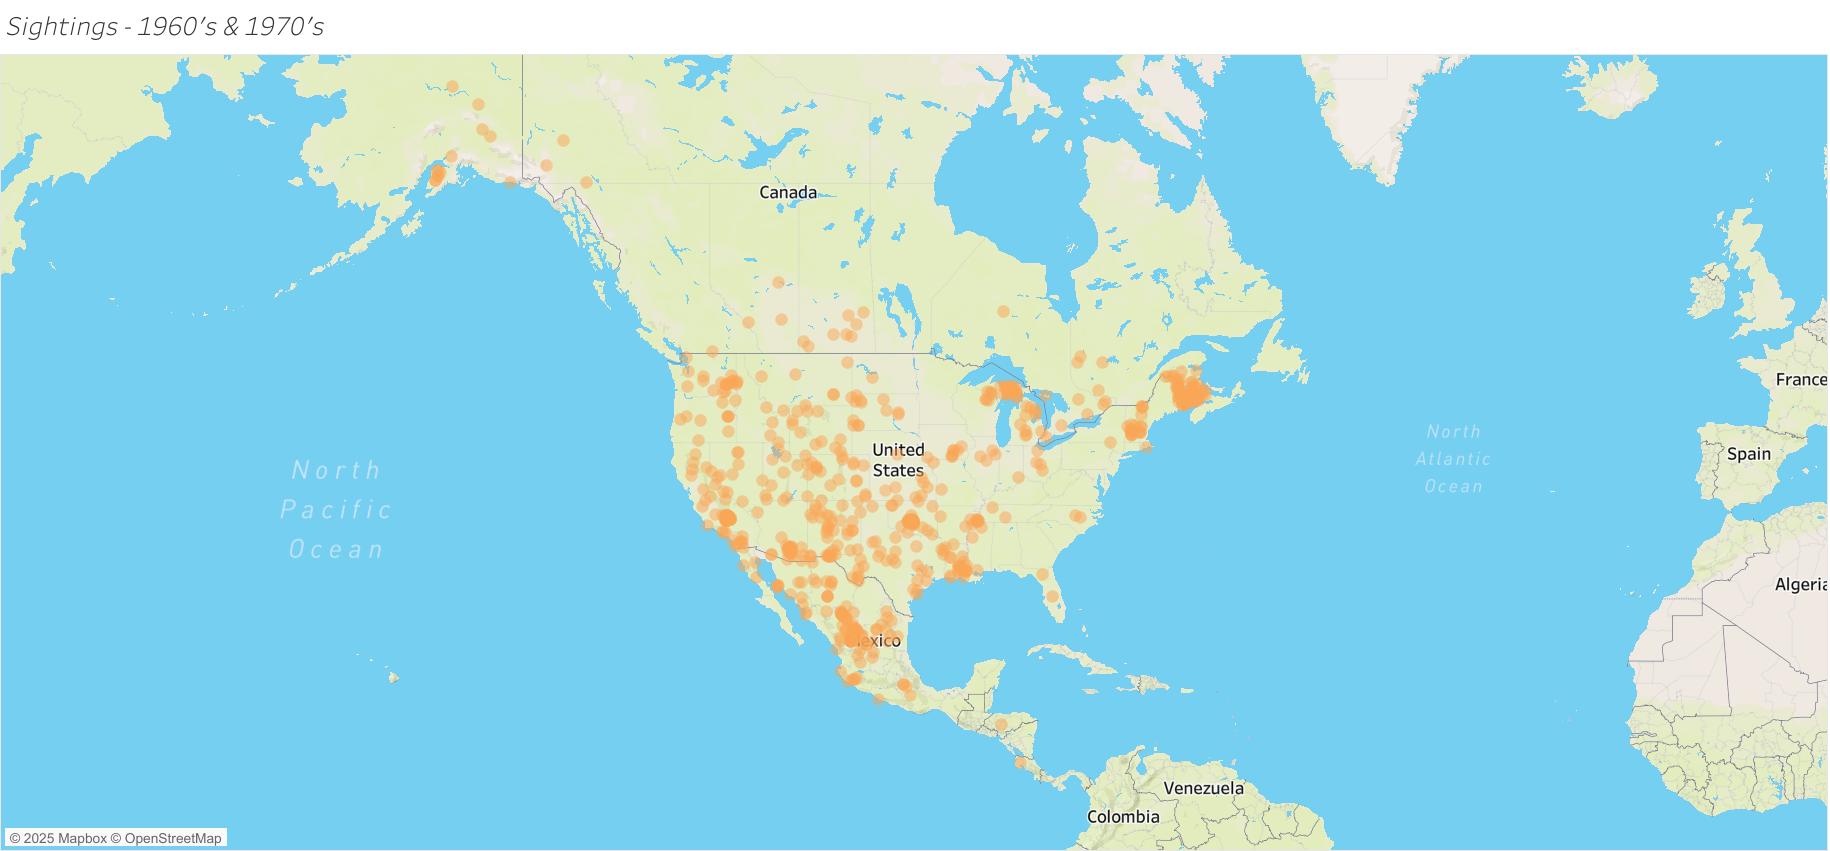 Sightings - 1960's & 1970's
Canada
France
North
Atlantic
Ocean
United
States
Spain
North
Pacific
Ocean
Algeria
Mexico
Venezuela
Colombia
© 2025 Mapbox © OpenStreetMap